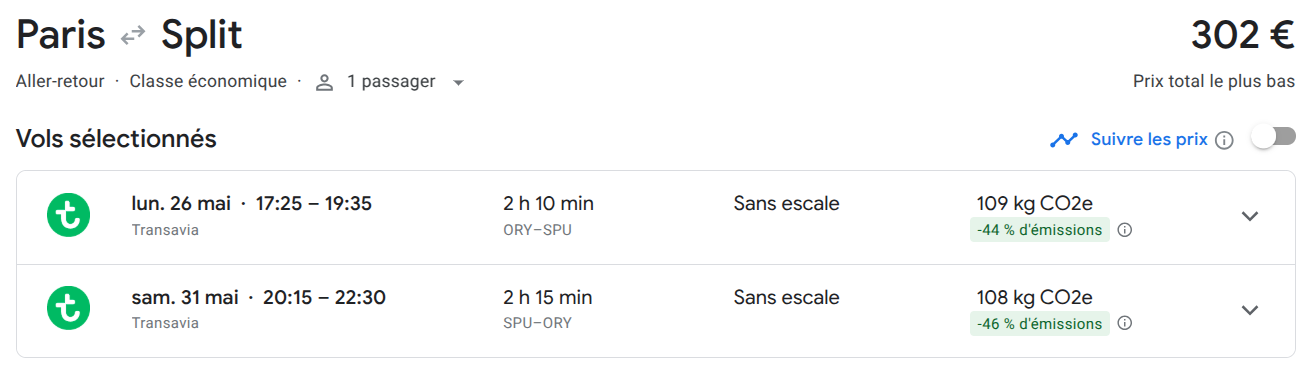 Paris Split 302 €
Aller-retour · Classe économique · 1 passager Prix total le plus bas
Vols sélectionnés Suivre les prix
lun. 26 mai · 17:25 – 19:35 2 h 10 min Sans escale 109 kg CO2e
Transavia ORY–SPU -44 % d'émissions
sam. 31 mai · 20:15 – 22:30 2 h 15 min Sans escale 108 kg CO2e
Transavia SPU–ORY -46 % d'émissions